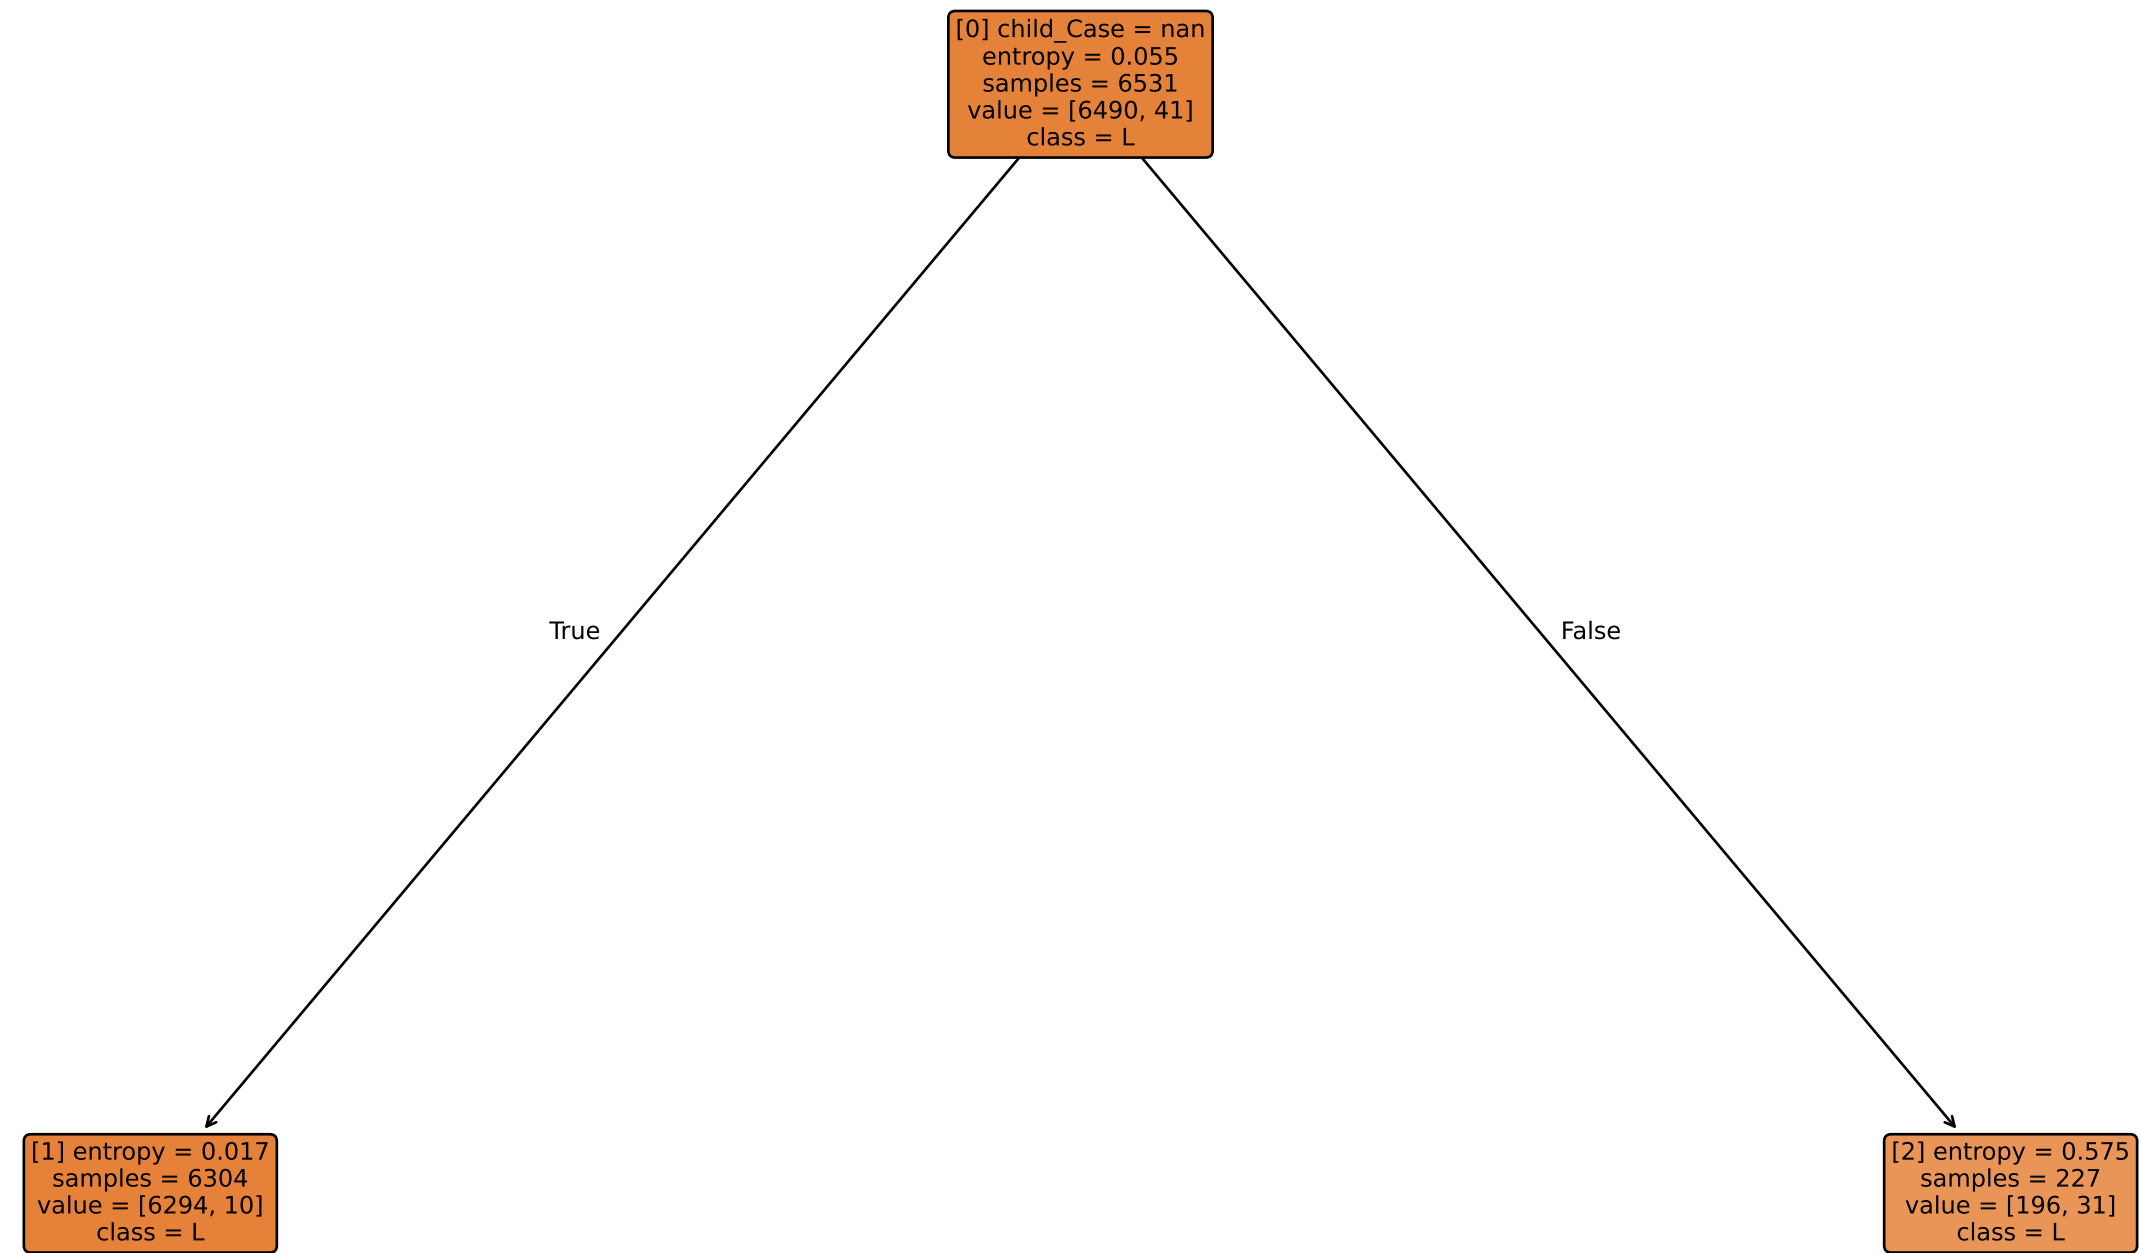 [0] child_Case = nan
entropy = 0.055
samples = 6531
value = [6490, 41]
class = L
True
False
[1] entropy = 0.017
samples = 6304
value = [6294, 10]
class = L
[2] entropy = 0.575
samples = 227
value = [196, 31]
class = L